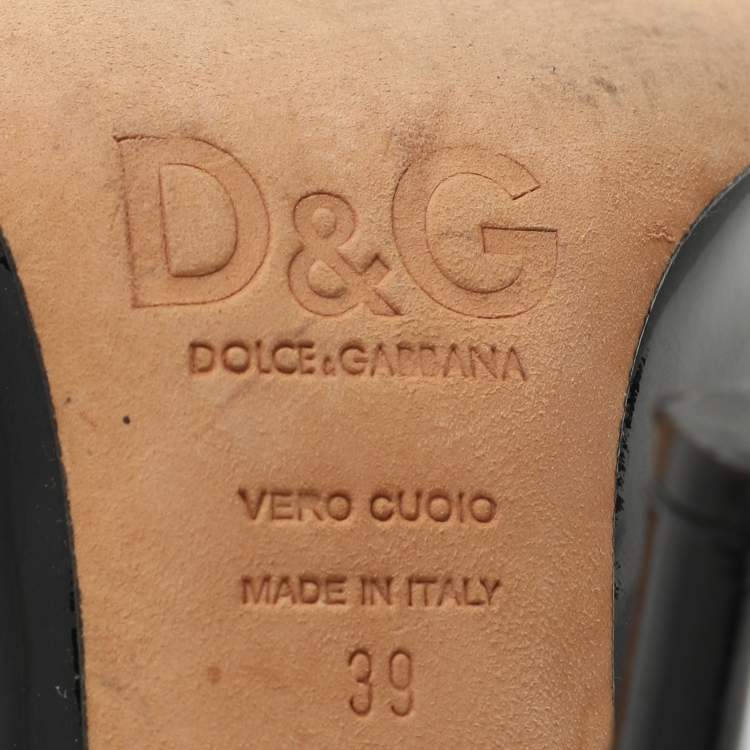 D&G
DOLCE&GABBANA
VERO CUOIO
MADE IN ITALY
39